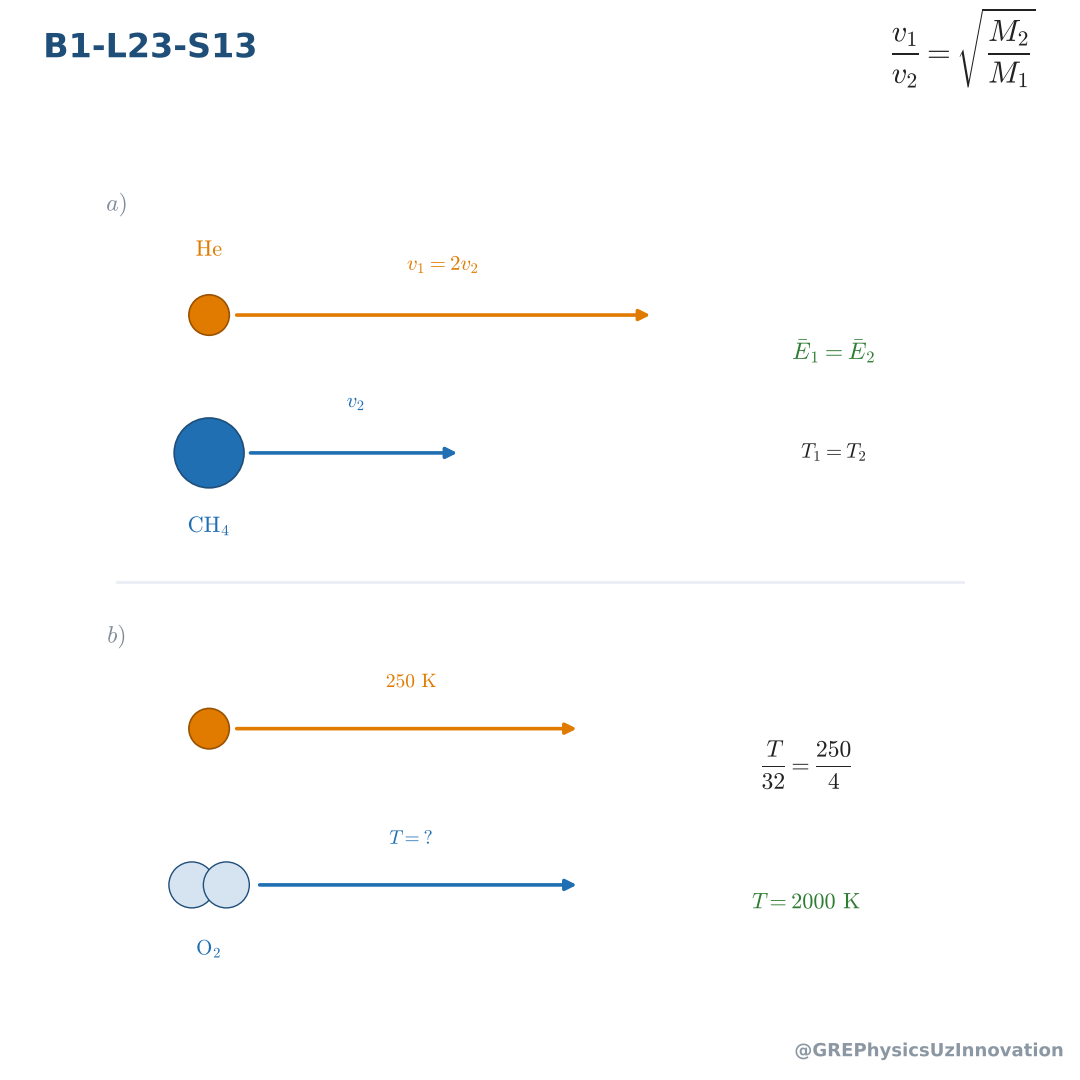 B1-L23-S13
v₁/v₂ = √(M₂/M₁)
a)
He
v₁ = 2v₂
Ē₁ = Ē₂
v₂
T₁ = T₂
CH₄
b)
250 K
T/32 = 250/4
T = ?
T = 2000 K
O₂
@GREPhysicsUzInnovation